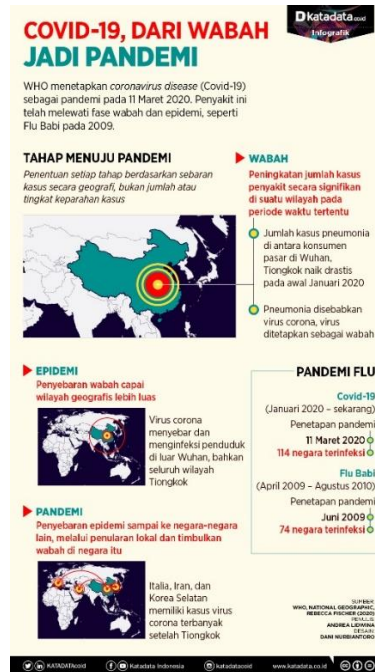 Dkatadata.co.id
Infografik
COVID-19, DARI WABAH
JADI PANDEMI
WHO menetapkan coronavirus disease (Covid-19)
sebagai pandemi pada 11 Maret 2020. Penyakit ini
telah melewati fase wabah dan epidemi, seperti
Flu Babi pada 2009.
TAHAP MENUJU PANDEMI
Penentuan setiap tahap berdasarkan sebaran
kasus secara geografi, bukan jumlah atau
tingkat keparahan kasus
WABAH
Peningkatan jumlah kasus
penyakit secara signifikan
di suatu wilayah pada
periode waktu tertentu
Jumlah kasus pneumonia
di antara konsumen
pasar di Wuhan,
Tiongkok naik drastis
pada awal Januari 2020
Pneumonia disebabkan
virus corona, virus
ditetapkan sebagai wabah
EPIDEMI
Penyebaran wabah capai
wilayah geografis lebih luas
Virus corona
menyebar dan
menginfeksi penduduk
di luar Wuhan, bahkan
seluruh wilayah
Tiongkok
PANDEMI
Penyebaran epidemi sampai ke negara-negara
lain, melalui penularan lokal dan timbulkan
wabah di negara itu
Italia, Iran, dan
Korea Selatan
memiliki kasus virus
corona terbanyak
setelah Tiongkok
PANDEMI FLU
Covid-19
(Januari 2020 – sekarang)
Penetapan pandemi
11 Maret 2020
114 negara terinfeksi
Flu Babi
(April 2009 – Agustus 2010)
Penetapan pandemi
Juni 2009
74 negara terinfeksi
SUMBER:
WHO, NATIONAL GEOGRAPHIC,
REBECCA FISCHER (2020)
PENULIS:
ANDREA LIDWINA
DESAIN:
DANI NURBIANTORO
KATADATAcoid
Katadata Indonesia
katadatacoid
www.katadata.co.id